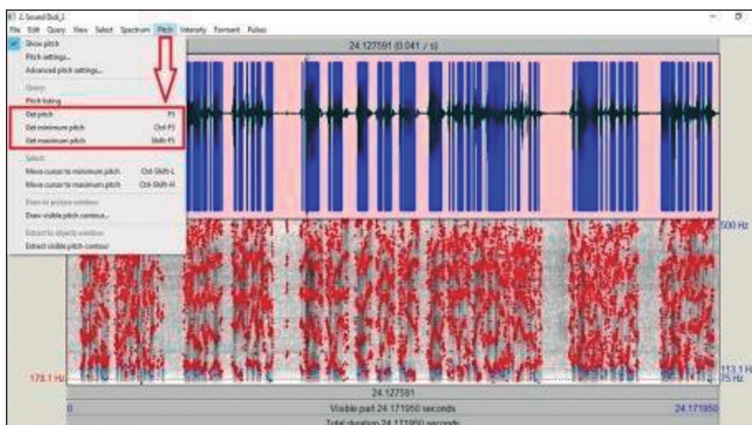 2. Sound Didi_1
File Edit Query View Select Spectrum Pitch Intensity Formant Pulses
24.127591 (0.041 / s)
Show pitch
Pitch settings...
Advanced pitch settings...
Query:
Pitch listing
Get pitch F5
Get minimum pitch Ctrl-F5
Get maximum pitch Shift-F5
Select:
Move cursor to minimum pitch Ctrl-Shift-L
Move cursor to maximum pitch Ctrl-Shift-H
Draw to picture window:
Draw visible pitch contour...
Extract to objects window:
Extract visible pitch contour
500 Hz
179.1 Hz
113.1 H
75 Hz
24.127591
0 Visible part 24.171950 seconds 24.171950
Total duration 24.171950 seconds